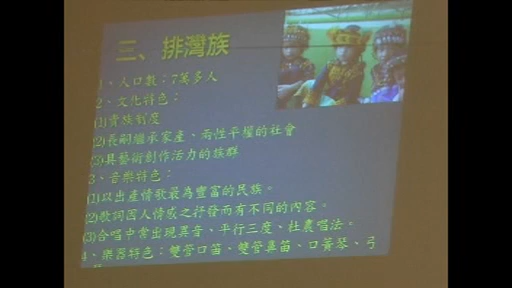 三、排灣族
1、人口數：7萬多人
2、文化特色：
(1)貴族制度
(2)長嗣繼承家產、兩性平權的社會
(3)具藝術創作活力的族群
3、音樂特色：
(1)以出產情歌最為豐富的民族。
(2)歌詞因人情感之抒發而有不同的內容。
(3)合唱中常出現異音、平行三度、杜農唱法。
4、樂器特色：雙管口笛、雙管鼻笛、口簧琴、弓